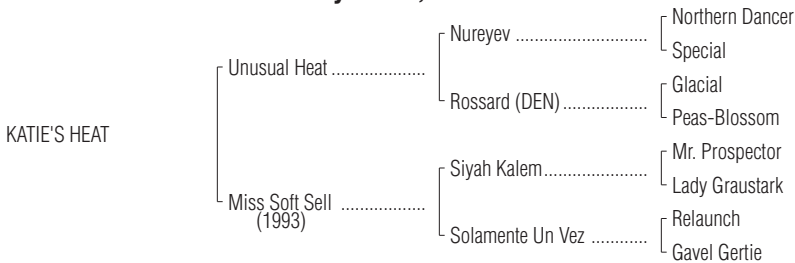 Northern Dancer
Nureyev ..............................
Special
Unusual Heat .....................
Glacial
Rossard (DEN)...................
Peas-Blossom
KATIE'S HEAT
Mr. Prospector
Siyah Kalem.......................
Lady Graustark
Miss Soft Sell ...................
(1993)
Relaunch
Solamente Un Vez ............
Gavel Gertie